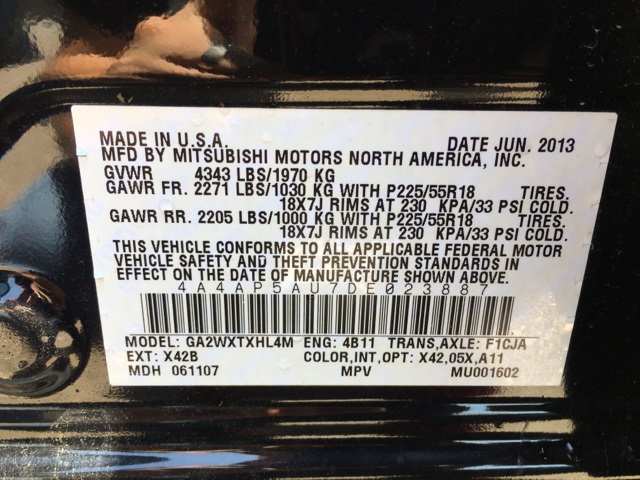 MADE IN U.S.A. DATE JUN. 2013
MFD BY MITSUBISHI MOTORS NORTH AMERICA, INC.
GVWR 4343 LBS/1970 KG
GAWR FR. 2271 LBS/1030 KG WITH P225/55R18 TIRES.
18X7J RIMS AT 230 KPA/33 PSI COLD.
GAWR RR. 2205 LBS/1000 KG WITH P225/55R18 TIRES.
18X7J RIMS AT 230 KPA/33 PSI COLD.
THIS VEHICLE CONFORMS TO ALL APPLICABLE FEDERAL MOTOR
VEHICLE SAFETY AND THEFT PREVENTION STANDARDS IN
EFFECT ON THE DATE OF MANUFACTURE SHOWN ABOVE.
4A4AP5AU7DE023887
MODEL: GA2WXTXHL4M ENG: 4B11 TRANS,AXLE: F1CJA
EXT: X42B COLOR,INT,OPT: X42,05X,A11
MDH 061107 MPV MU001602